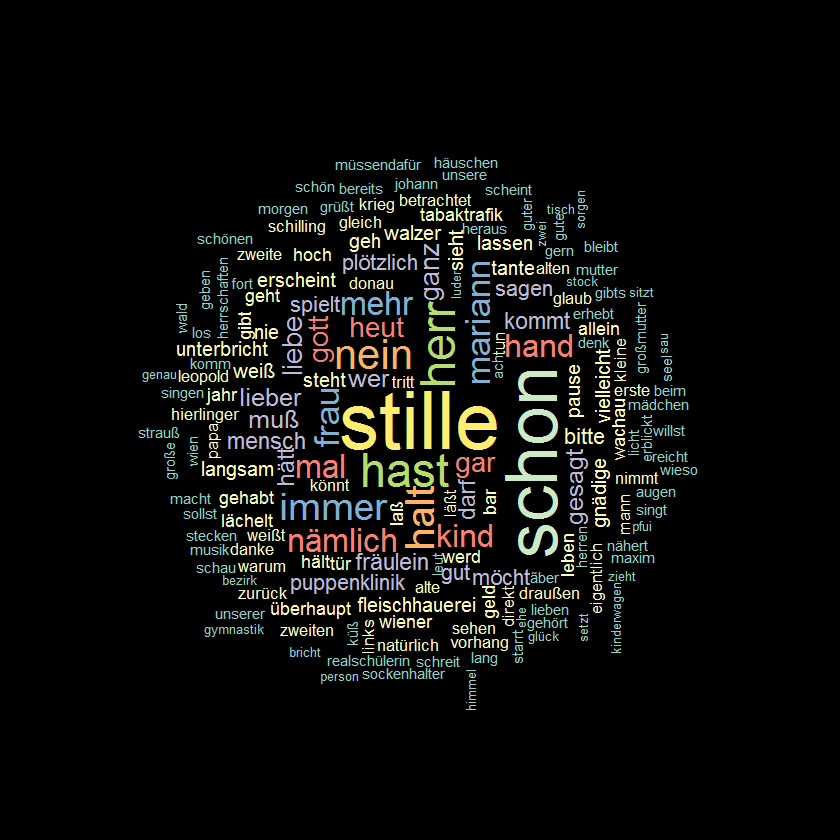 müssendafür häuschen
unsere
schön bereits johann betrachtet scheint
morgen grüßt krieg tabaktrafik guter tisch sorgen
schilling gleich walzer heraus zwei gute
schönen geh ganz sieht lassen gern bleibt
zweite hoch plötzlich luder tante alten mutter
herrschaften geben fort erscheint donau mariann stock
geht spielt mehr herr sagen glaub gibts sitzt
wald los gibt nie liebe gott heut kommt erhebt
unterbricht nein hand allein denk großmutter sau
komm weiß steht wer tritt acht tun vielleicht kleine seel
genau leopold jahr lieber frau stille schon pause erste beim
singen hierlinger muß wachau mädchen
strauß papa mensch hast bitte licht erblickt willst
große wien langsam hätt mal gar gesagt gnädige reicht wieso
könnt halt läßt darf nimmt augen
macht gehabt immer laß bar mann singt
sollst lächelt pfui
stecken weißt nämlich kind leben herren nähert
musik danke hält tür fräulein werd eigentlich maxim
schau warum leut gut möcht äber zieht
bezirk zurück puppenklinik alte geld direkt draußen kinderwagen
unserer überhaupt fleischhauerei ehe lieben
gymnastik zweiten küß links wiener sehen starrt gehört setzt
natürlich vorhang glück
bricht realschülerin schreit lang
person sockenhalter himmel